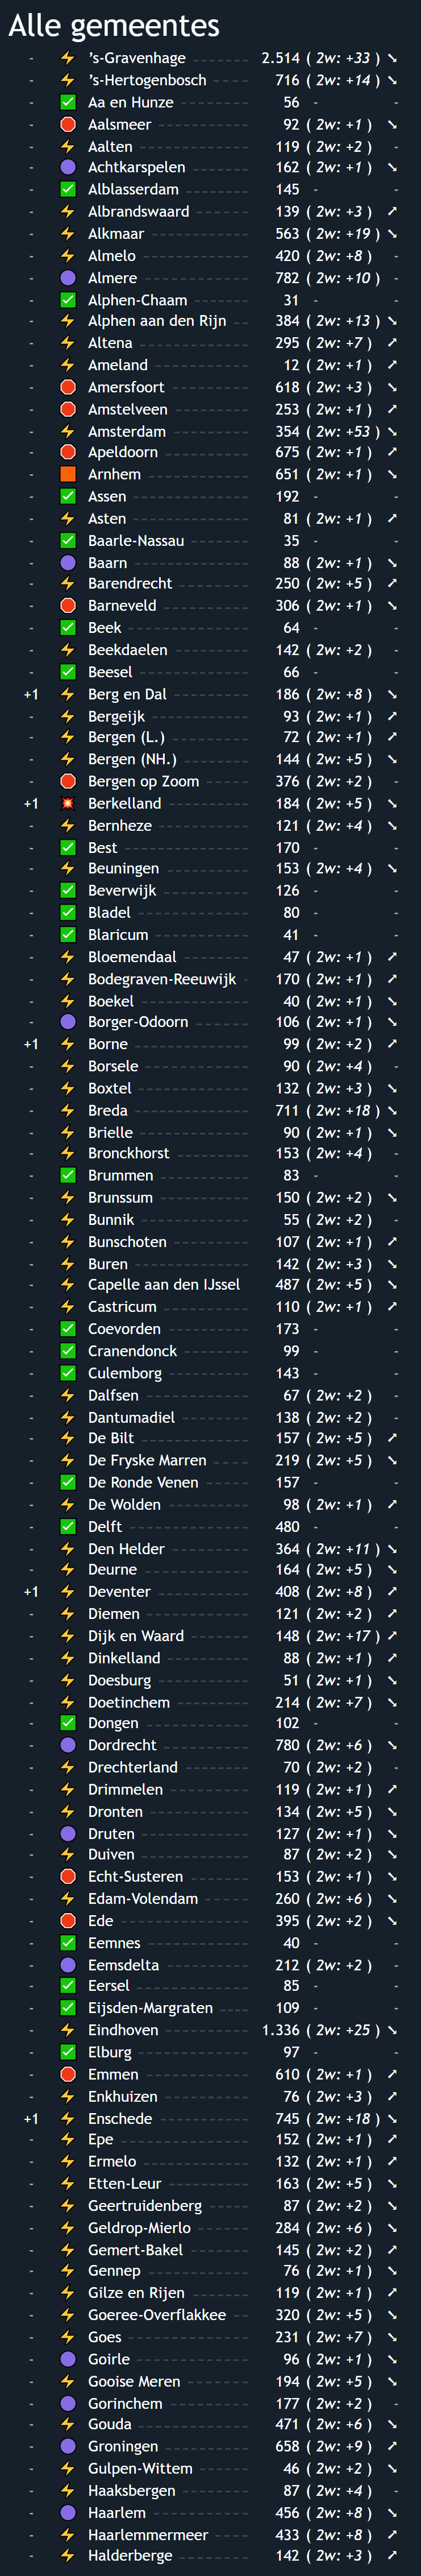 Alle gemeentes
- ⚡ ’s-Gravenhage 2.514 ( 2w: +33 ) ➘
- ⚡ ’s-Hertogenbosch 716 ( 2w: +14 ) ➘
- ✅ Aa en Hunze 56 - -
- 🛑 Aalsmeer 92 ( 2w: +1 ) ➘
- ⚡ Aalten 119 ( 2w: +2 ) -
- 🟣 Achtkarspelen 162 ( 2w: +1 ) ➘
- ✅ Alblasserdam 145 - -
- ⚡ Albrandswaard 139 ( 2w: +3 ) ➚
- ⚡ Alkmaar 563 ( 2w: +19 ) ➘
- ⚡ Almelo 420 ( 2w: +8 ) -
- 🟣 Almere 782 ( 2w: +10 ) -
- ✅ Alphen-Chaam 31 - -
- ⚡ Alphen aan den Rijn 384 ( 2w: +13 ) ➘
- ⚡ Altena 295 ( 2w: +7 ) ➚
- ⚡ Ameland 12 ( 2w: +1 ) ➚
- 🛑 Amersfoort 618 ( 2w: +3 ) ➘
- 🛑 Amstelveen 253 ( 2w: +1 ) ➚
- ⚡ Amsterdam 354 ( 2w: +53 ) ➘
- 🛑 Apeldoorn 675 ( 2w: +1 ) ➚
- 🟧 Arnhem 651 ( 2w: +1 ) ➘
- ✅ Assen 192 - -
- ⚡ Asten 81 ( 2w: +1 ) ➚
- ✅ Baarle-Nassau 35 - -
- 🟣 Baarn 88 ( 2w: +1 ) ➘
- ⚡ Barendrecht 250 ( 2w: +5 ) ➚
- 🛑 Barneveld 306 ( 2w: +1 ) ➘
- ✅ Beek 64 - -
- ⚡ Beekdaelen 142 ( 2w: +2 ) -
- ✅ Beesel 66 - -
+1 ⚡ Berg en Dal 186 ( 2w: +8 ) ➘
- ⚡ Bergeijk 93 ( 2w: +1 ) ➚
- ⚡ Bergen (L.) 72 ( 2w: +1 ) ➚
- ⚡ Bergen (NH.) 144 ( 2w: +5 ) ➘
- 🛑 Bergen op Zoom 376 ( 2w: +2 ) -
+1 💥 Berkelland 184 ( 2w: +5 ) ➘
- ⚡ Bernheze 121 ( 2w: +4 ) ➘
- ✅ Best 170 - -
- ⚡ Beuningen 153 ( 2w: +4 ) ➘
- ✅ Beverwijk 126 - -
- ✅ Bladel 80 - -
- ✅ Blaricum 41 - -
- ⚡ Bloemendaal 47 ( 2w: +1 ) ➚
- ⚡ Bodegraven-Reeuwijk 170 ( 2w: +1 ) ➚
- ⚡ Boekel 40 ( 2w: +1 ) ➘
- 🟣 Borger-Odoorn 106 ( 2w: +1 ) ➘
+1 ⚡ Borne 99 ( 2w: +2 ) ➚
- ⚡ Borsele 90 ( 2w: +4 ) -
- ⚡ Boxtel 132 ( 2w: +3 ) ➘
- ⚡ Breda 711 ( 2w: +18 ) ➘
- ⚡ Brielle 90 ( 2w: +1 ) ➘
- ⚡ Bronckhorst 153 ( 2w: +4 ) -
- ✅ Brummen 83 - -
- ⚡ Brunssum 150 ( 2w: +2 ) ➘
- ⚡ Bunnik 55 ( 2w: +2 ) -
- ⚡ Bunschoten 107 ( 2w: +1 ) ➚
- ⚡ Buren 142 ( 2w: +3 ) ➘
- ⚡ Capelle aan den IJssel 487 ( 2w: +5 ) ➘
- ⚡ Castricum 110 ( 2w: +1 ) ➚
- ✅ Coevorden 173 - -
- ✅ Cranendonck 99 - -
- ✅ Culemborg 143 - -
- ⚡ Dalfsen 67 ( 2w: +2 ) -
- ⚡ Dantumadiel 138 ( 2w: +2 ) -
- ⚡ De Bilt 157 ( 2w: +5 ) ➚
- ⚡ De Fryske Marren 219 ( 2w: +5 ) ➘
- ✅ De Ronde Venen 157 - -
- ⚡ De Wolden 98 ( 2w: +1 ) ➚
- ✅ Delft 480 - -
- ⚡ Den Helder 364 ( 2w: +11 ) ➘
- ⚡ Deurne 164 ( 2w: +5 ) ➘
+1 ⚡ Deventer 408 ( 2w: +8 ) ➚
- ⚡ Diemen 121 ( 2w: +2 ) ➚
- ⚡ Dijk en Waard 148 ( 2w: +17 ) ➚
- ⚡ Dinkelland 88 ( 2w: +1 ) ➚
- ⚡ Doesburg 51 ( 2w: +1 ) ➘
- ⚡ Doetinchem 214 ( 2w: +7 ) ➘
- ✅ Dongen 102 - -
- 🟣 Dordrecht 780 ( 2w: +6 ) ➘
- ⚡ Drechterland 70 ( 2w: +2 ) -
- ⚡ Drimmelen 119 ( 2w: +1 ) ➚
- ⚡ Dronten 134 ( 2w: +5 ) ➘
- 🟣 Druten 127 ( 2w: +1 ) ➘
- ⚡ Duiven 87 ( 2w: +2 ) ➘
- 🛑 Echt-Susteren 153 ( 2w: +1 ) ➘
- ⚡ Edam-Volendam 260 ( 2w: +6 ) ➘
- 🛑 Ede 395 ( 2w: +2 ) ➘
- ✅ Eemnes 40 - -
- 🟣 Eemsdelta 212 ( 2w: +2 ) -
- ✅ Eersel 85 - -
- ✅ Eijsden-Margraten 109 - -
- ⚡ Eindhoven 1.336 ( 2w: +25 ) ➘
- ✅ Elburg 97 - -
- 🛑 Emmen 610 ( 2w: +1 ) ➚
- ⚡ Enkhuizen 76 ( 2w: +3 ) ➚
+1 ⚡ Enschede 745 ( 2w: +18 ) ➘
- ⚡ Epe 152 ( 2w: +1 ) ➚
- ⚡ Ermelo 132 ( 2w: +1 ) ➚
- ⚡ Etten-Leur 163 ( 2w: +5 ) ➘
- ⚡ Geertruidenberg 87 ( 2w: +2 ) ➘
- ⚡ Geldrop-Mierlo 284 ( 2w: +6 ) ➘
- ⚡ Gemert-Bakel 145 ( 2w: +2 ) ➚
- ⚡ Gennep 76 ( 2w: +1 ) ➘
- ⚡ Gilze en Rijen 119 ( 2w: +1 ) ➚
- ⚡ Goeree-Overflakkee 320 ( 2w: +5 ) ➘
- ⚡ Goes 231 ( 2w: +7 ) ➘
- 🟣 Goirle 96 ( 2w: +1 ) ➘
- ⚡ Gooise Meren 194 ( 2w: +5 ) ➘
- 🟣 Gorinchem 177 ( 2w: +2 ) -
- ⚡ Gouda 471 ( 2w: +6 ) ➘
- 🟣 Groningen 658 ( 2w: +9 ) ➚
- ⚡ Gulpen-Wittem 46 ( 2w: +2 ) ➘
- ⚡ Haaksbergen 87 ( 2w: +4 ) -
- 🟣 Haarlem 456 ( 2w: +8 ) ➘
- ⚡ Haarlemmermeer 433 ( 2w: +8 ) ➚
- ⚡ Halderberge 142 ( 2w: +3 ) ➚